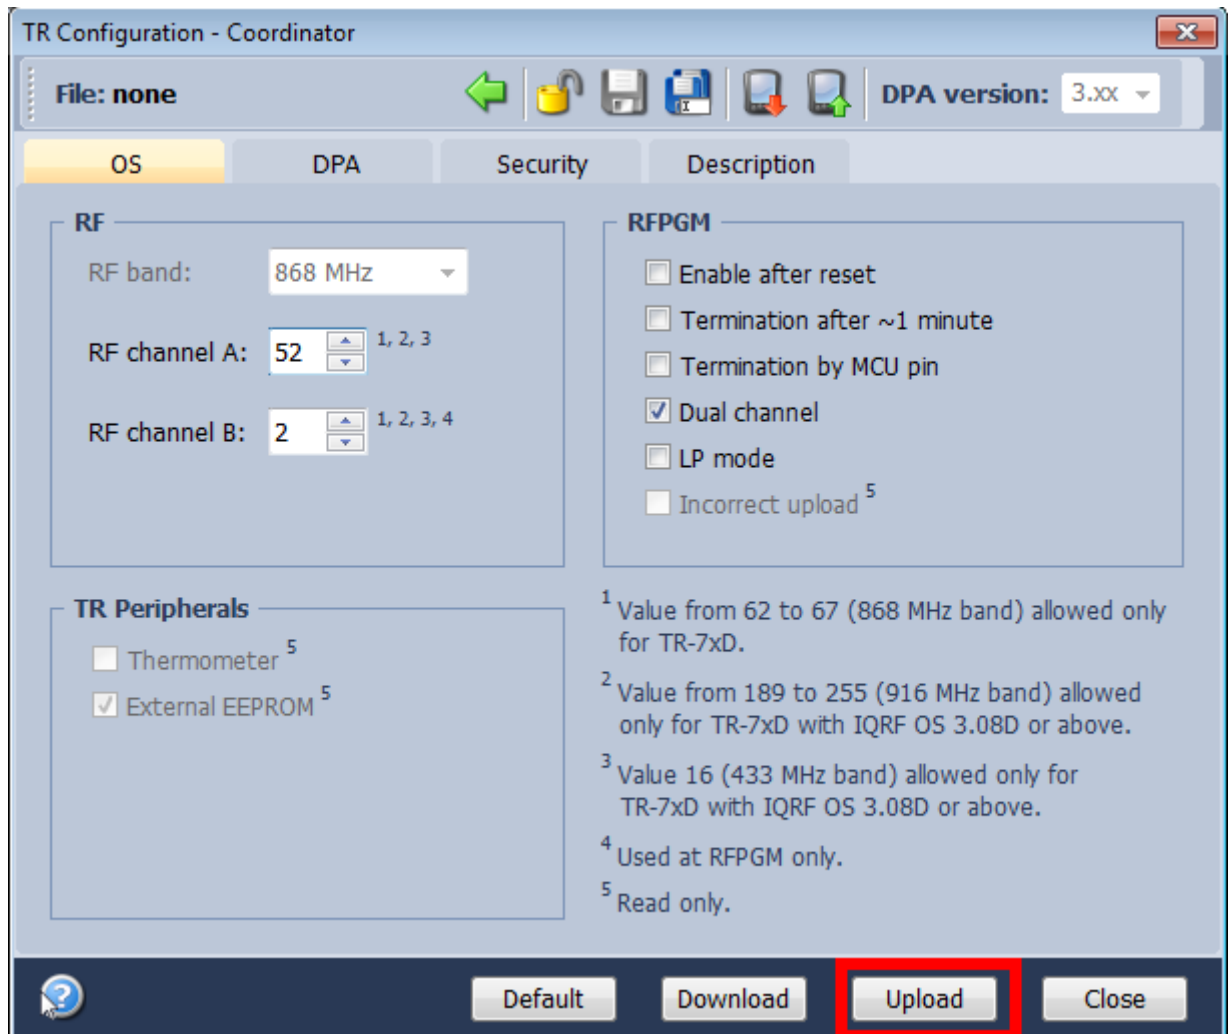 TR Configuration - Coordinator
File: none
DPA version: 3.xx
OS DPA Security Description
RF
RF band: 868 MHz
RF channel A: 52 1, 2, 3
RF channel B: 2 1, 2, 3, 4
RFPGM
Enable after reset
Termination after ~1 minute
Termination by MCU pin
Dual channel
LP mode
Incorrect upload 5
TR Peripherals
Thermometer 5
External EEPROM 5
1 Value from 62 to 67 (868 MHz band) allowed only
for TR-7xD.
2 Value from 189 to 255 (916 MHz band) allowed
only for TR-7xD with IQRF OS 3.08D or above.
3 Value 16 (433 MHz band) allowed only for
TR-7xD with IQRF OS 3.08D or above.
4 Used at RFPGM only.
5 Read only.
Default Download Upload Close